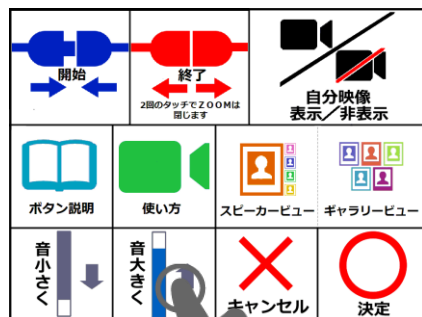 開始
終了
2回のタッチでZOOMは
閉じます
自分映像
表示／非表示
ボタン説明
使い方
スピーカービュー
ギャラリービュー
音小さく
音大きく
キャンセル
決定